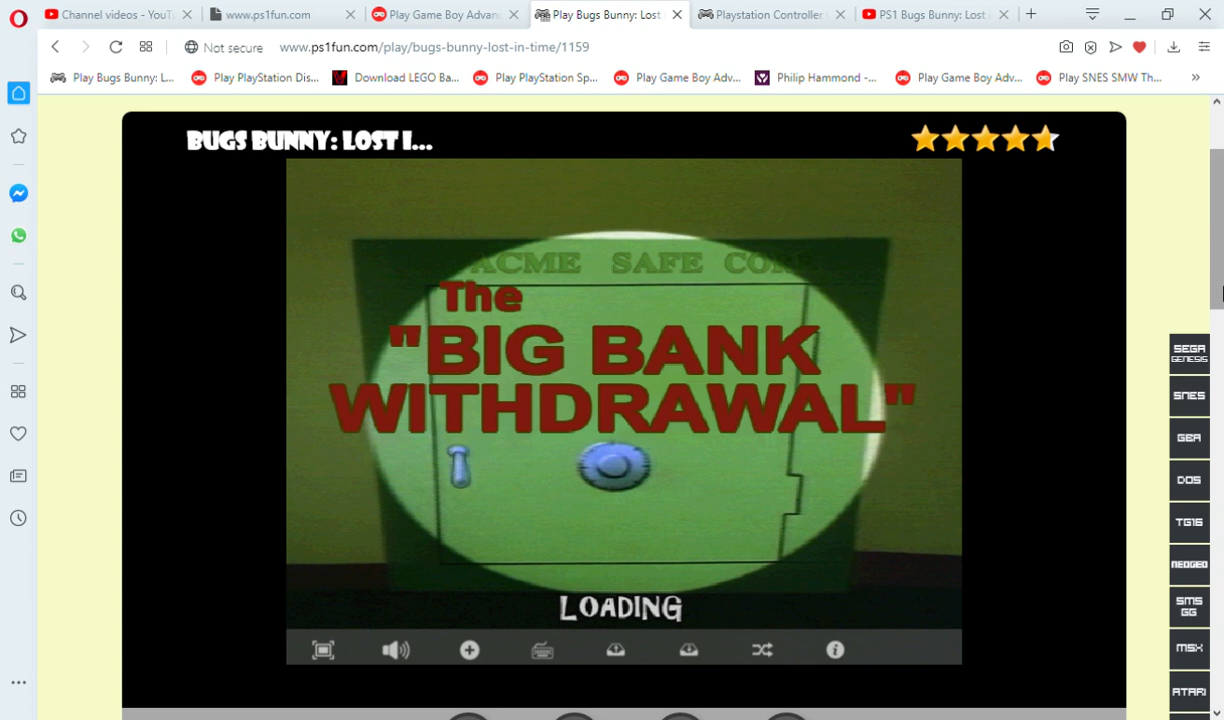 Channel videos - YouT
www.ps1fun.com
Play Game Boy Advanc
Play Bugs Bunny: Lost
Playstation Controller
PS1 Bugs Bunny: Lost i
Not secure
www.ps1fun.com/play/bugs-bunny-lost-in-time/1159
Play Bugs Bunny: L...
Play PlayStation Dis...
Download LEGO Ba...
Play PlayStation Sp...
Play Game Boy Adv...
Philip Hammond -...
Play Game Boy Adv...
Play SNES SMW Th...
BUGS BUNNY: LOST I...
ACME SAFE COR
The
"BIG BANK
WITHDRAWAL"
LOADING
SEGA
GENESIS
SNES
GBA
DOS
TG16
NEOGEO
SMS
GG
MSX
ATARI